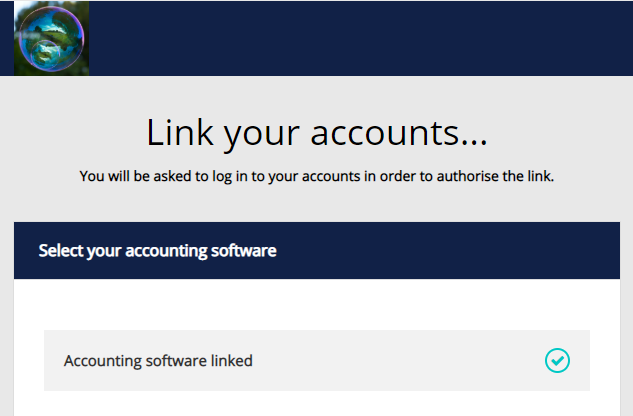 Link your accounts...
You will be asked to log in to your accounts in order to authorise the link.
Select your accounting software
Accounting software linked